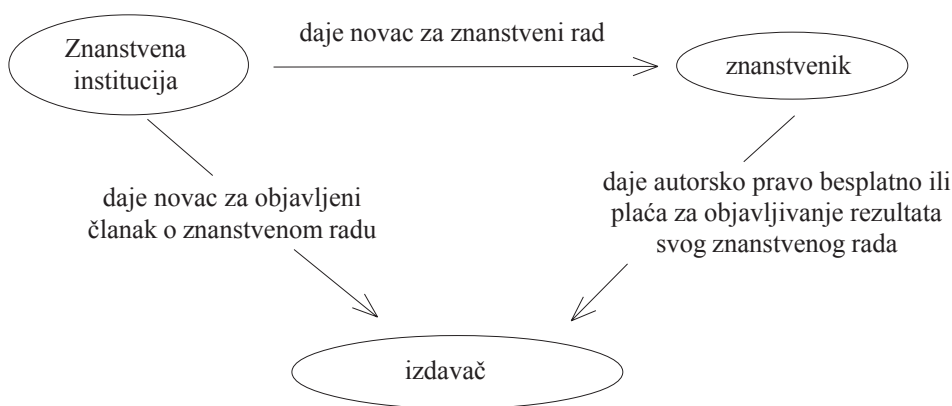 daje novac za znanstveni rad
Znanstvena
institucija
znanstvenik
daje novac za objavljeni
članak o znanstvenom radu
daje autorsko pravo besplatno ili
plaća za objavljivanje rezultata
svog znanstvenog rada
izdavač